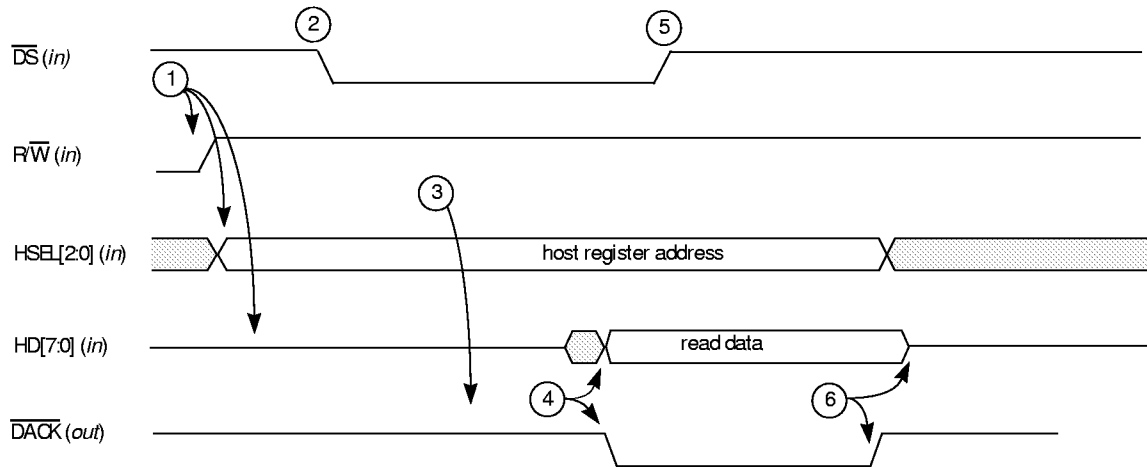 2
5
DS (in)
1
R/W (in)
3
HSEL[2:0] (in)
host register address
HD[7:0] (in)
read data
4
6
DACK (out)